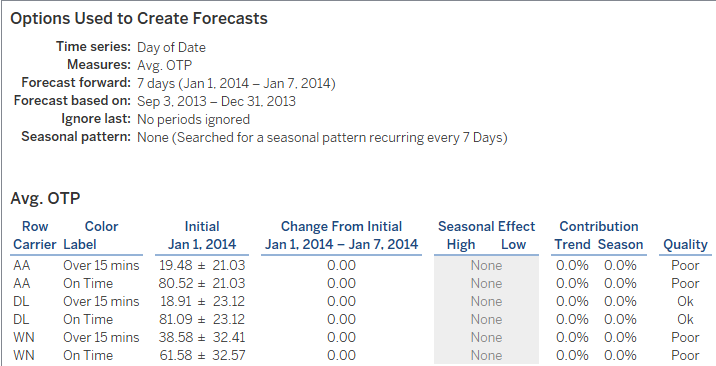 Options Used to Create Forecasts
Time series: Day of Date
Measures: Avg. OTP
Forecast forward: 7 days (Jan 1, 2014 – Jan 7, 2014)
Forecast based on: Sep 3, 2013 – Dec 31, 2013
Ignore last: No periods ignored
Seasonal pattern: None (Searched for a seasonal pattern recurring every 7 Days)
Avg. OTP
Row Color Initial Change From Initial Seasonal Effect Contribution
Carrier Label Jan 1, 2014 Jan 1, 2014 – Jan 7, 2014 High Low Trend Season Quality
AA Over 15 mins 19.48 ± 21.03 0.00 None 0.0% 0.0% Poor
AA On Time 80.52 ± 21.03 0.00 None 0.0% 0.0% Poor
DL Over 15 mins 18.91 ± 23.12 0.00 None 0.0% 0.0% Ok
DL On Time 81.09 ± 23.12 0.00 None 0.0% 0.0% Ok
WN Over 15 mins 38.58 ± 32.41 0.00 None 0.0% 0.0% Poor
WN On Time 61.58 ± 32.57 0.00 None 0.0% 0.0% Poor